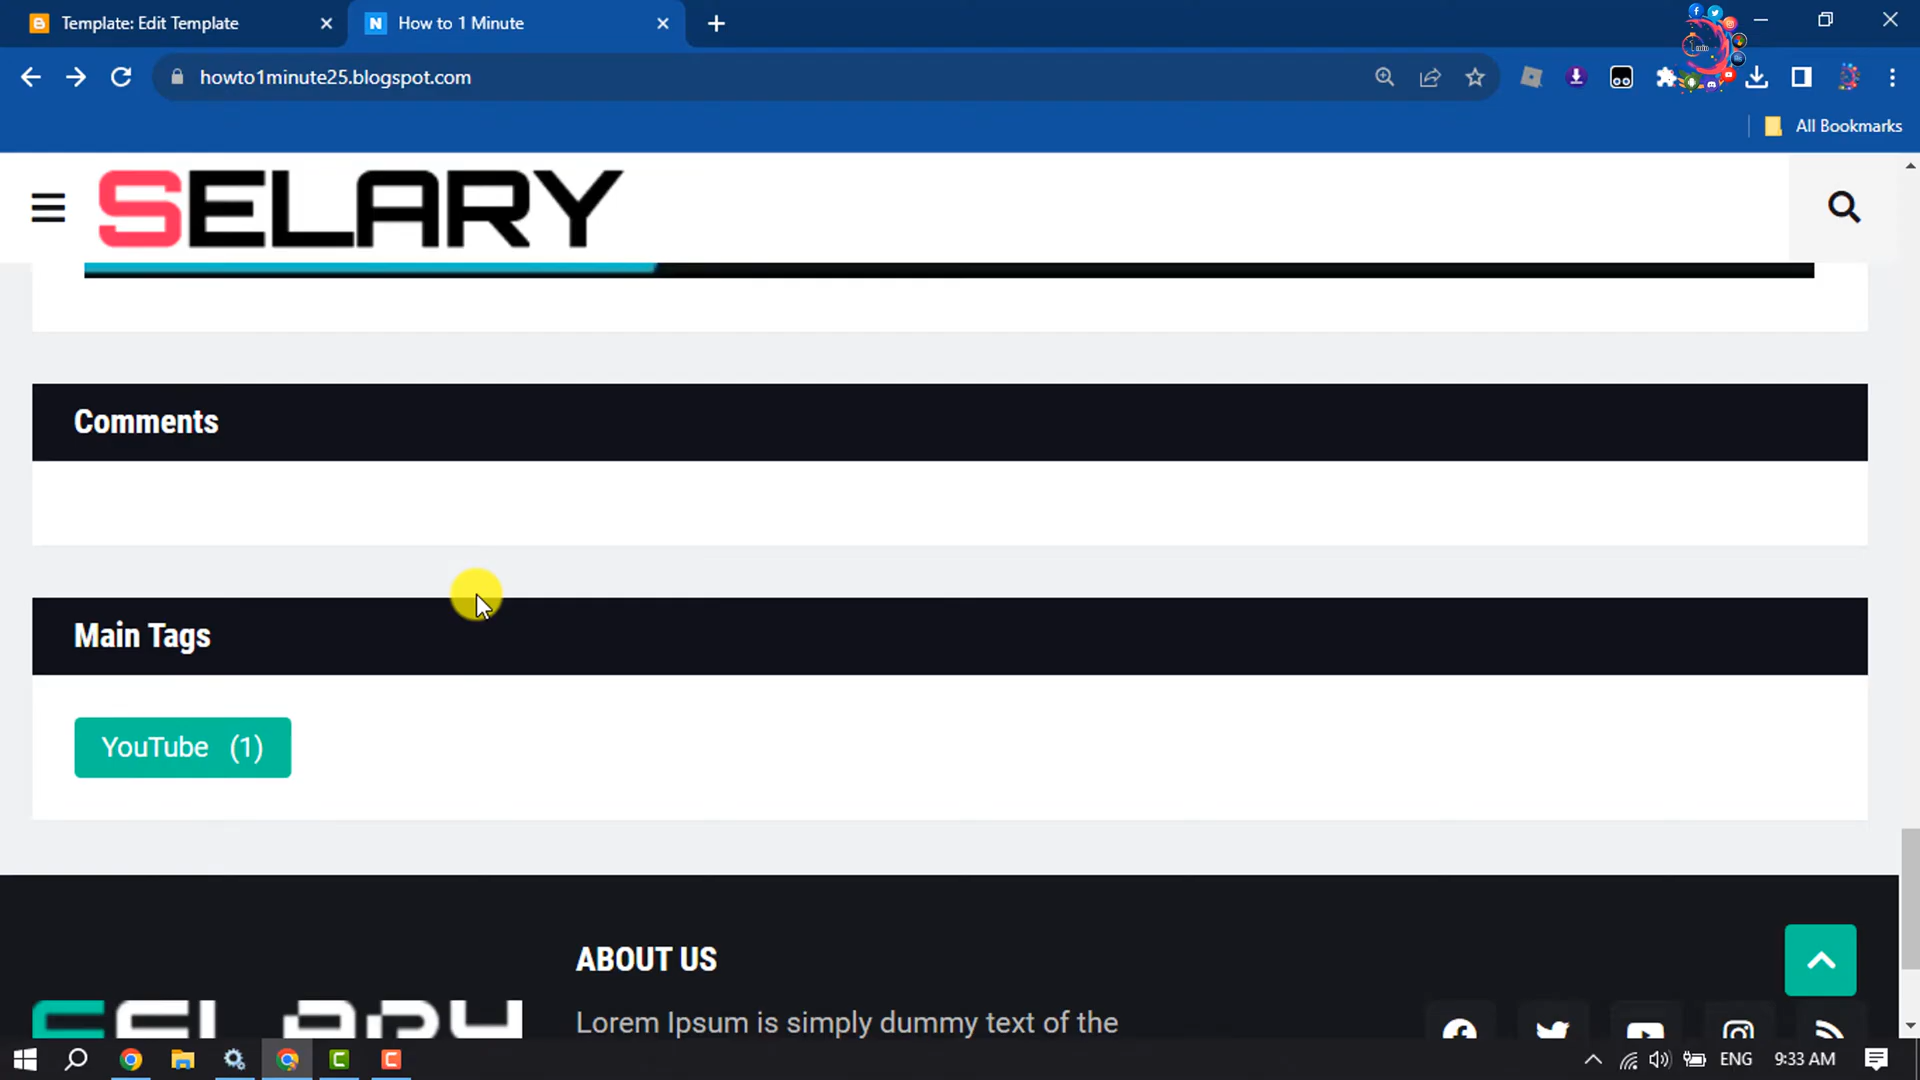 Template: Edit Template
How to 1 Minute
howto1minute25.blogspot.com
All Bookmarks
SELARY
Comments
Main Tags
YouTube (1)
ABOUT US
Lorem Ipsum is simply dummy text of the
ENG
9:33 AM